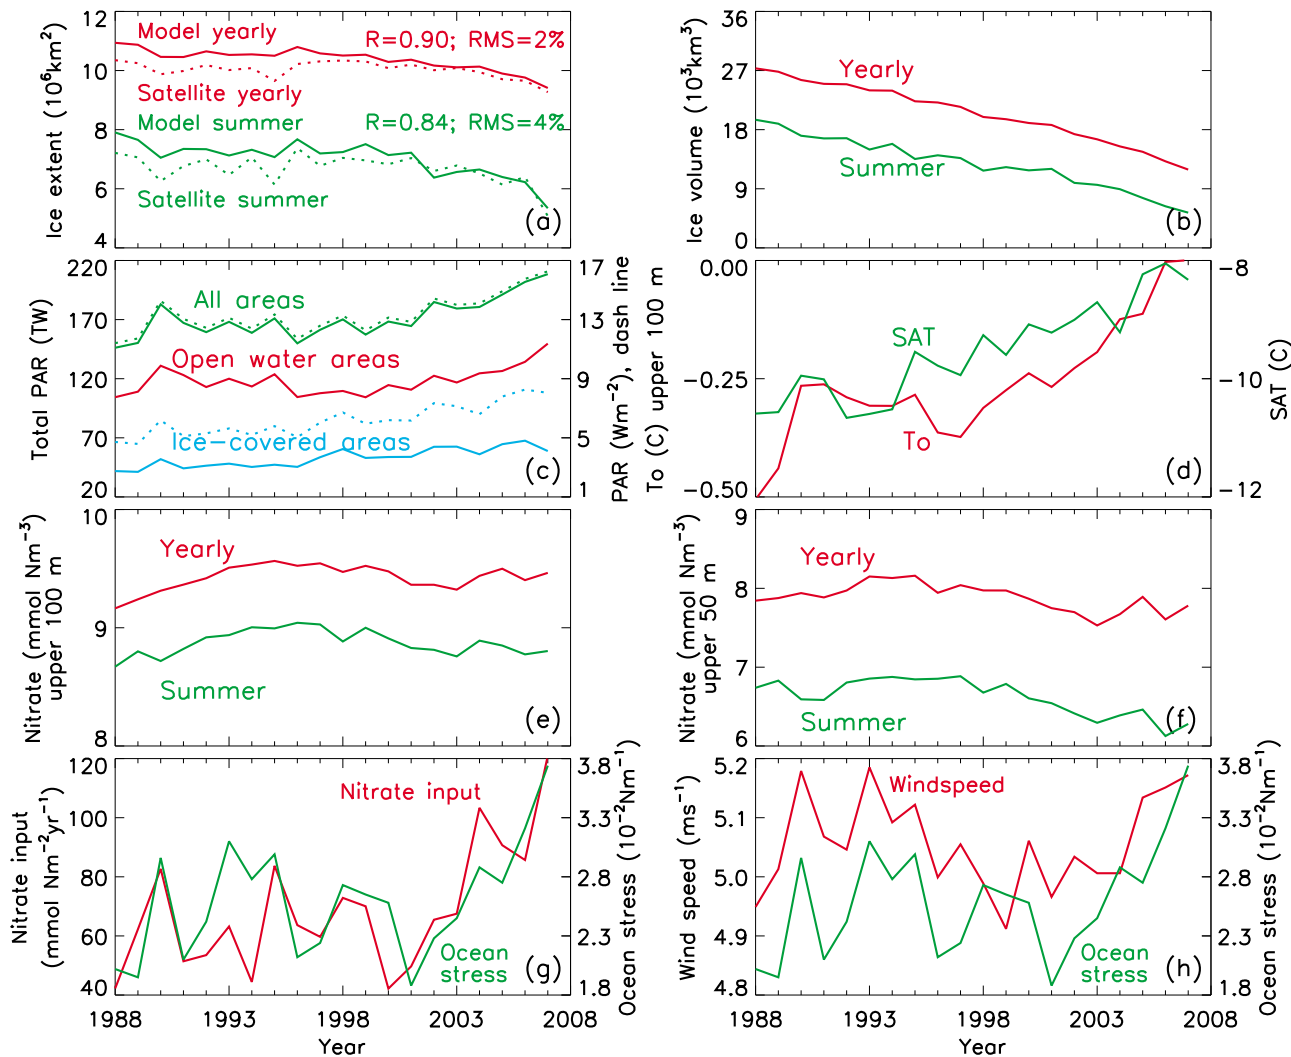 12
10
8
6
4
Ice extent (10⁶km²)
Model yearly
R=0.90; RMS=2%
Satellite yearly
Model summer
R=0.84; RMS=4%
Satellite summer
(a)
36
27
18
9
0
Ice volume (10³km³)
Yearly
Summer
(b)
220
170
120
70
20
Total PAR (TW)
All areas
Open water areas
Ice-covered areas
(c)
17
13
9
5
1
PAR (Wm⁻²), dash line
0.00
−0.25
−0.50
To (C) upper 100 m
SAT
To
(d)
−8
−10
−12
SAT (C)
10
9
8
Nitrate (mmol Nm⁻³)
upper 100 m
Yearly
Summer
(e)
9
8
7
6
Nitrate (mmol Nm⁻³)
upper 50 m
Yearly
Summer
(f)
120
100
80
60
40
Nitrate input
(mmol Nm⁻²yr⁻¹)
Nitrate input
Ocean
stress
(g)
3.8
3.3
2.8
2.3
1.8
Ocean stress (10⁻²Nm⁻¹)
1988
1993
1998
2003
2008
Year
5.2
5.1
5.0
4.9
4.8
Wind speed (ms⁻¹)
Windspeed
Ocean
stress
(h)
3.8
3.3
2.8
2.3
1.8
Ocean stress (10⁻²Nm⁻¹)
1988
1993
1998
2003
2008
Year